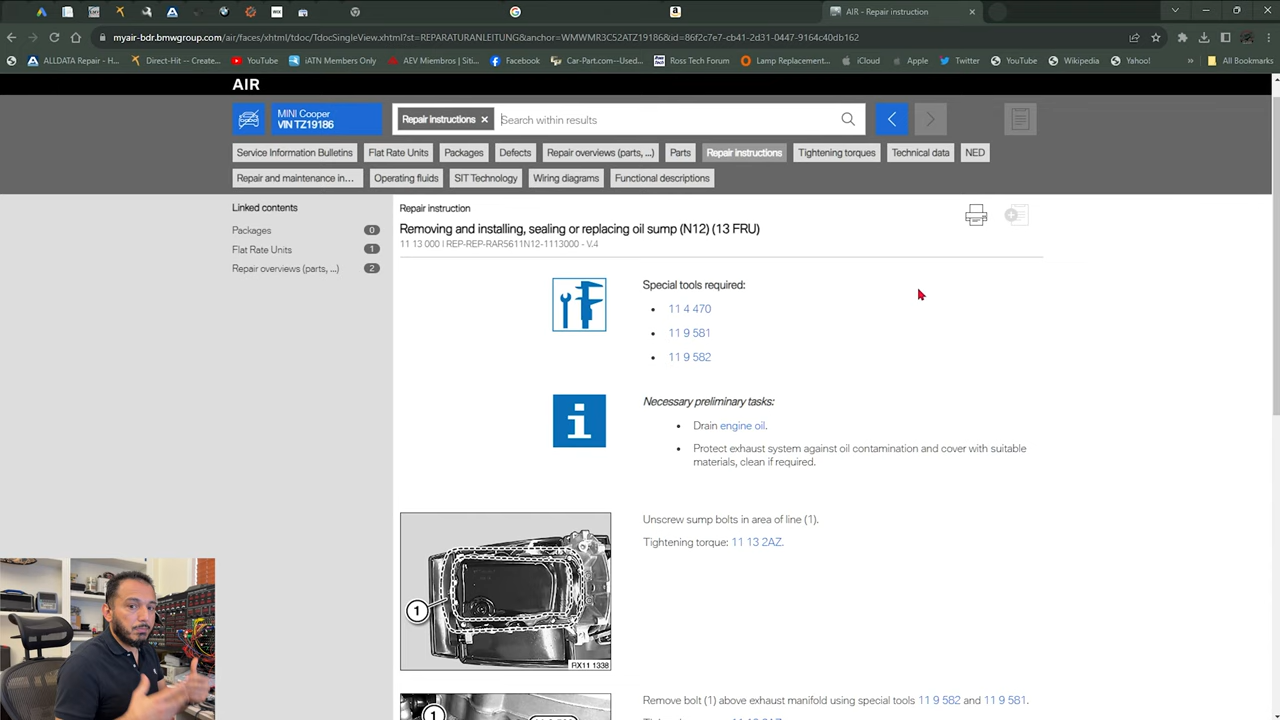 AIR - Repair instruction
myair-bdr.bmwgroup.com/air/faces/xhtml/tdoc/TdocSingleView.xhtml?st=REPARATURANLEITUNG&anchor=WMWMR3C52ATZ19186&id=86f2c7e7-cb41-2d31-0447-9164c40db162
ALLDATA Repair - H...
Direct-Hit -- Create...
YouTube
iATN Members Only
AEV Miembros | Siti...
Facebook
Car-Part.com--Used...
Ross Tech Forum
Lamp Replacement...
iCloud
Apple
Twitter
YouTube
Wikipedia
Yahoo!
»
All Bookmarks
AIR
MINI Cooper
VIN TZ19186
Repair instructions ×
Search within results
Service Information Bulletins
Flat Rate Units
Packages
Defects
Repair overviews (parts, ...)
Parts
Repair instructions
Tightening torques
Technical data
NED
Repair and maintenance in...
Operating fluids
SIT Technology
Wiring diagrams
Functional descriptions
Linked contents
Packages 0
Flat Rate Units 1
Repair overviews (parts, ...) 2
Repair instruction
Removing and installing, sealing or replacing oil sump (N12) (13 FRU)
11 13 000 | REP-REP-RAR5611N12-1113000 - V.4
Special tools required:
• 11 4 470
• 11 9 581
• 11 9 582
Necessary preliminary tasks:
• Drain engine oil.
• Protect exhaust system against oil contamination and cover with suitable
materials, clean if required.
Unscrew sump bolts in area of line (1).
Tightening torque: 11 13 2AZ.
1
RX11 1338
Remove bolt (1) above exhaust manifold using special tools 11 9 582 and 11 9 581.
1